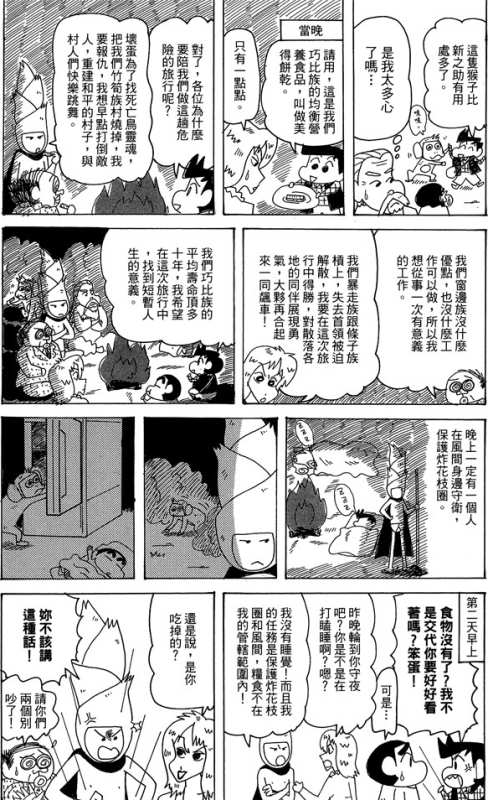 這隻猴子比
新之助有用
處多了。
是我太多心
了嗎…
嘰嘰…
當晚
請用，這是我們
巧比族的均衡營
養食品，叫做美
得餅乾。
只有一點點。
對了，各位為什麼
要陪我們做這趟危
險的旅行呢？
壞蛋為了找死亡鳥靈魂，
把我們竹筍族村燒掉，我
要報仇，我想早點打倒敵
人，重建和平的村子，與
村人們快樂跳舞。
我們窗邊族沒什麼
優點，也沒什麼工
作可以做，所以我
想從事一次有意義
的工作。
我們暴走族跟條子族
槓上，失去首領被迫
解散，我要在這次旅
行中得勝，對散落各
地的同伴展現勇
氣，大夥再合起
來一同飆車！
我們巧比族的
平均壽命頂多
十年，我希望
在這次旅行中
，找到短暫人
生的意義。
晚上一定有一個人
在風間身邊守衛，
保護炸花枝圈。
ZZZ
ZZZ
第二天早上
食物沒有了？我不
是交代你要好好看
著嗎？笨蛋！
可是…
昨晚輪到你守夜
吧？你是不是在
打瞌睡啊？嗯？
我沒有睡覺！而且我
的任務是保護炸花枝
圈和風間，糧食不在
我的管轄範圍內！
還是說，是你
吃掉的？
妳不該講
這種話！
請你們
兩個別
吵了！